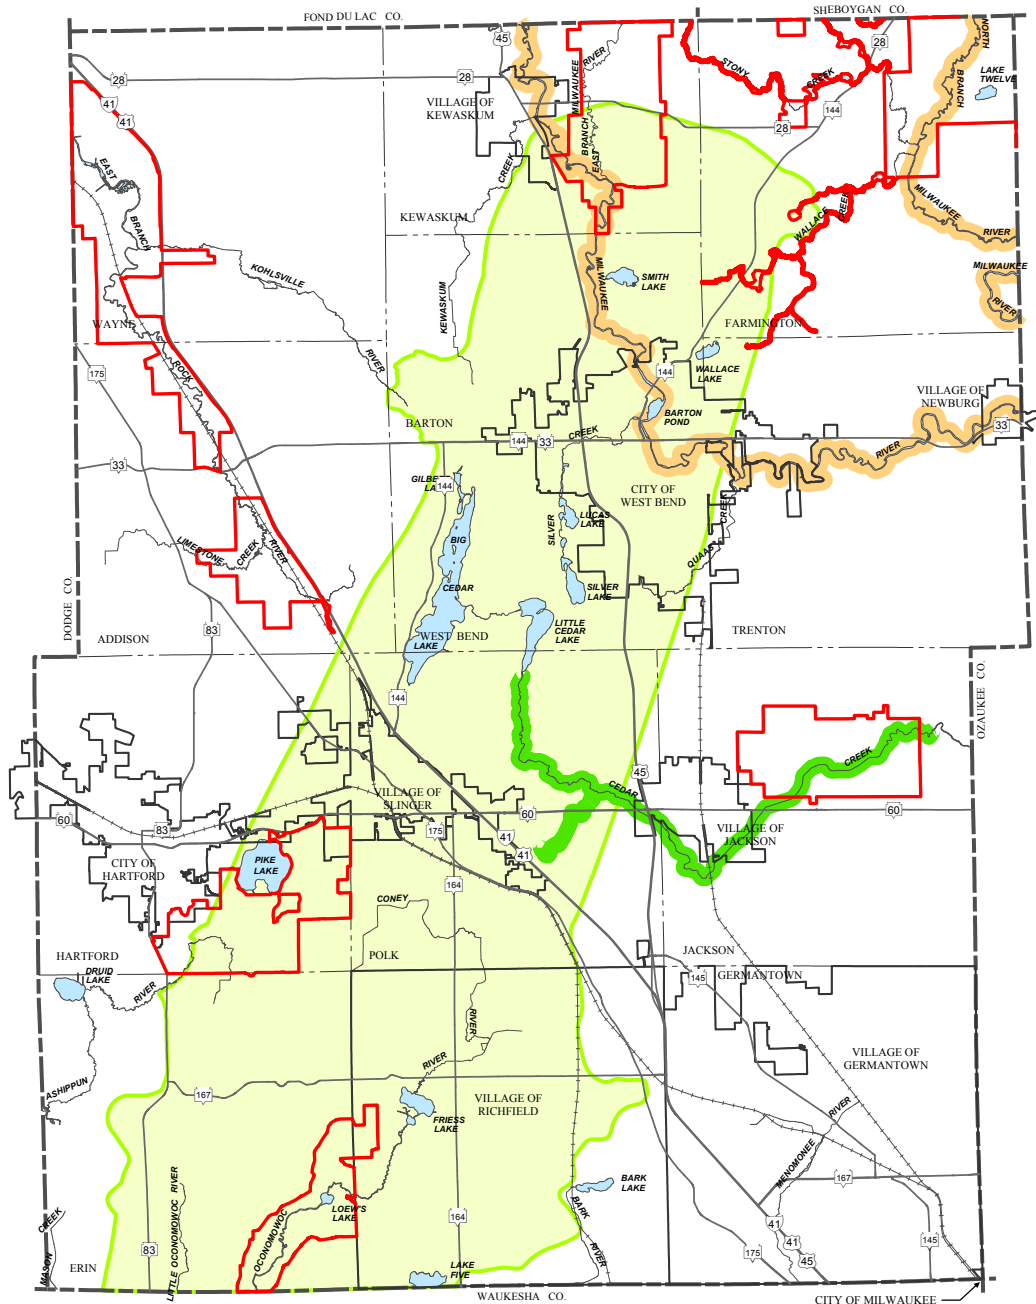 FOND DU LAC CO.
SHEBOYGAN CO.
45
28
28
28
28
144
41
41
VILLAGE OF
KEWASKUM
MILWAUKEE
RIVER
EAST
BRANCH
STONY
CREEK
NORTH
BRANCH
LAKE
TWELVE
EAST
BRANCH
CREEK
KEWASKUM
KEWASKUM
WALLACE
CREEK
MILWAUKEE
RIVER
MILWAUKEE
RIVER
KOHLSVILLE
RIVER
MILWAUKEE
SMITH
LAKE
WAYNE
FARMINGTON
ROCK
175
144
WALLACE
LAKE
VILLAGE OF
NEWBURG
BARTON
BARTON
POND
33
33
144
33
CREEK
RIVER
GILBE
LA
144
CITY OF
WEST BEND
CREEK
LIMESTONE
CREEK
RIVER
BIG
CEDAR
LAKE
SILVER
LUCAS
LAKE
QUAAS
SILVER
LAKE
DODGE CO.
83
ADDISON
WEST BEND
LITTLE
CEDAR
LAKE
TRENTON
144
OZAUKEE CO.
45
CEDAR
CREEK
60
83
VILLAGE OF
SLINGER
175
60
60
41
41
VILLAGE OF
JACKSON
CITY OF
HARTFORD
PIKE
LAKE
164
CONEY
HARTFORD
DRUID
LAKE
RIVER
POLK
JACKSON
GERMANTOWN
145
RIVER
RIVER
ASHIPPUN
VILLAGE OF
GERMANTOWN
167
VILLAGE OF
RICHFIELD
FRIESS
LAKE
RIVER
MENOMONEE
167
BARK
LAKE
LOEW'S
LAKE
OCONOMOWOC
LITTLE OCONOMOWOC RIVER
CREEK
MASON
83
164
BARK
RIVER
41
41
45
145
175
ERIN
LAKE
FIVE
WAUKESHA CO.
CITY OF MILWAUKEE